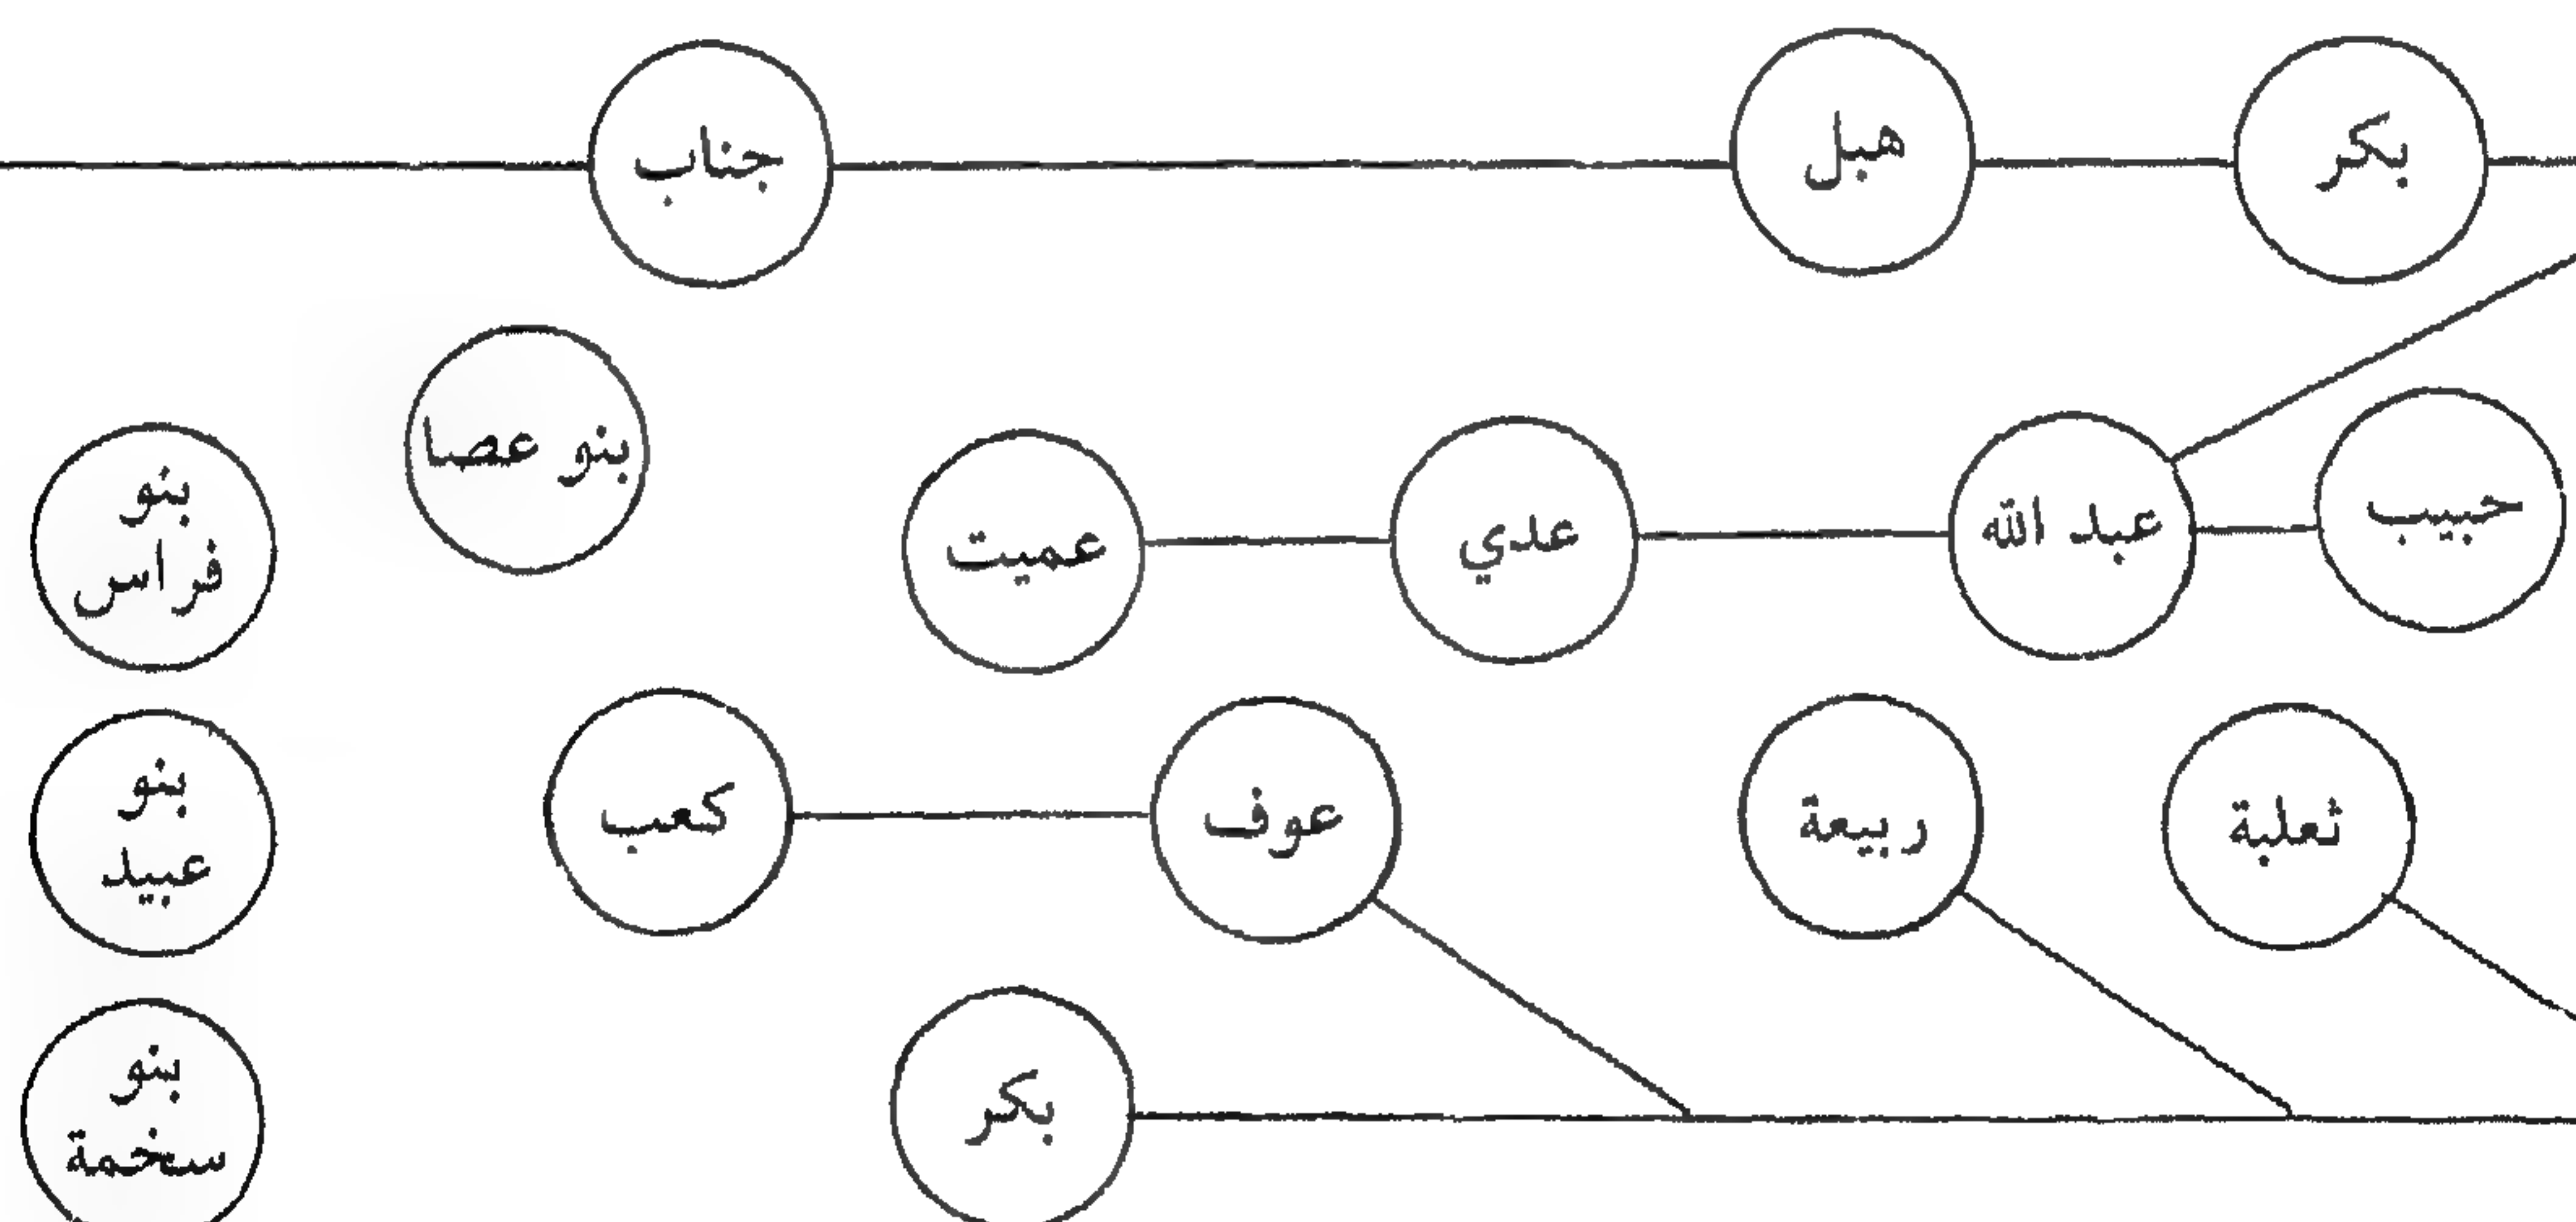 بكر
هبل
جناب
حبيب
عبد الله
عدي
عميت
بنو عصا
بنو
فراس
ثعلبة
ربيعة
عوف
كعب
بنو
عبيد
بكر
بنو
سخمة